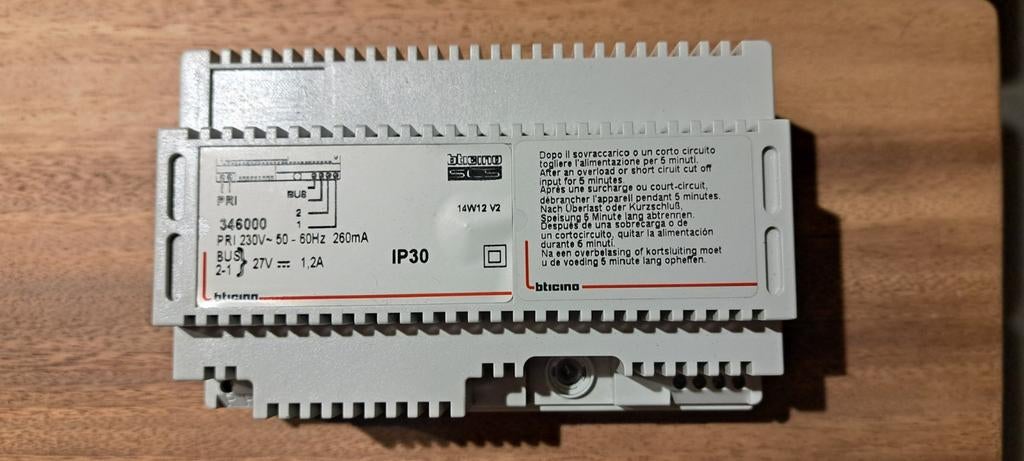 BUS
PRI
2
1
346000
PRI 230V~ 50 - 60Hz 260mA
BUS
2-1 } 27V ⎓ 1,2A
bticino
bticino
SCS
14W12 V2
IP30
Dopo il sovraccarico o un corto circuito
togliere l'alimentazione per 5 minuti.
After an overload or short ciruit cut off
input for 5 minutes.
Après une surcharge ou court-circuit,
débrancher l'appareil pendant 5 minutes.
Nach Überlast oder Kurzschluß,
Speisung 5 Minute lang abtrennen.
Después de una sobrecarga o de
un cortocircuito, quitar la alimentación
durante 5 minuti.
Na een overbelasing of kortsluiting moet
u de voeding 5 minute lang opheffen.
bticino